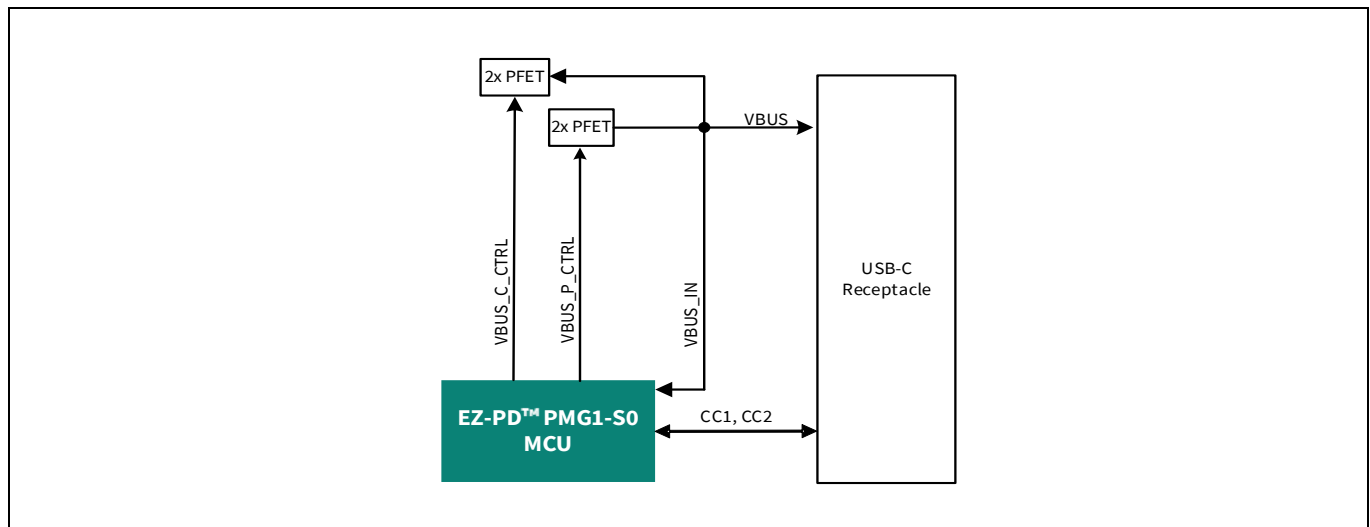 2x PFET
2x PFET
VBUS
VBUS_C_CTRL
VBUS_P_CTRL
VBUS_IN
USB-C
Receptacle
EZ-PD™ PMG1-S0
MCU
CC1, CC2